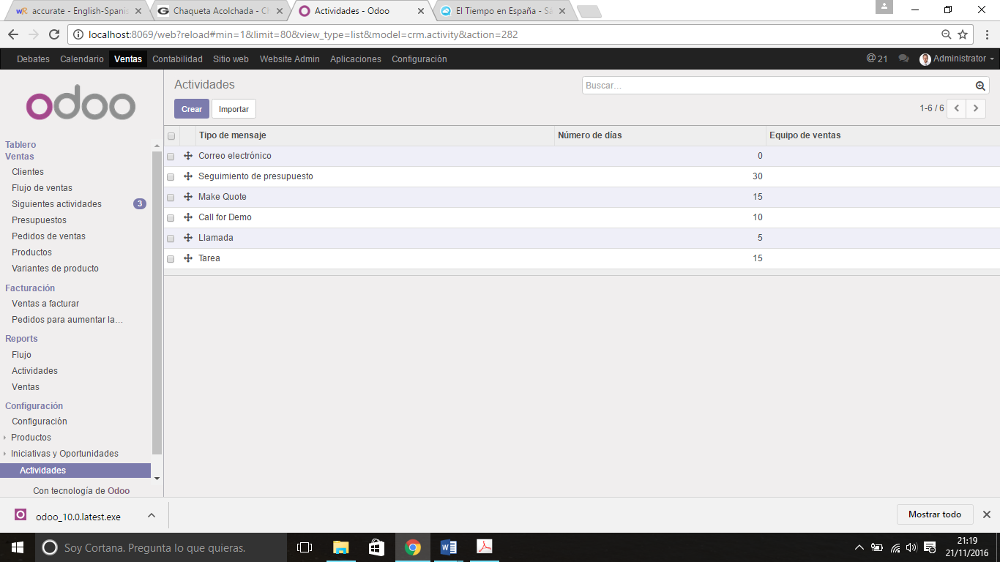 accurate - English-Spanis
Chaqueta Acolchada - Ch
Actividades - Odoo
El Tiempo en España - Sa
localhost:8069/web?reload#min=1&limit=80&view_type=list&model=crm.activity&action=282
Debates Calendario Ventas Contabilidad Sitio web Website Admin Aplicaciones Configuración @ 21 Administrator
odoo
Tablero
Ventas
Clientes
Flujo de ventas
Siguientes actividades 3
Presupuestos
Pedidos de ventas
Productos
Variantes de producto
Facturación
Ventas a facturar
Pedidos para aumentar la…
Reports
Flujo
Actividades
Ventas
Configuración
Configuración
Productos
Iniciativas y Oportunidades
Actividades
Con tecnología de Odoo
Actividades
Buscar...
Crear Importar
1-6 / 6
Tipo de mensaje Número de días Equipo de ventas
Correo electrónico 0
Seguimiento de presupuesto 30
Make Quote 15
Call for Demo 10
Llamada 5
Tarea 15
odoo_10.0.latest.exe
Mostrar todo
Soy Cortana. Pregunta lo que quieras.
21:19
21/11/2016